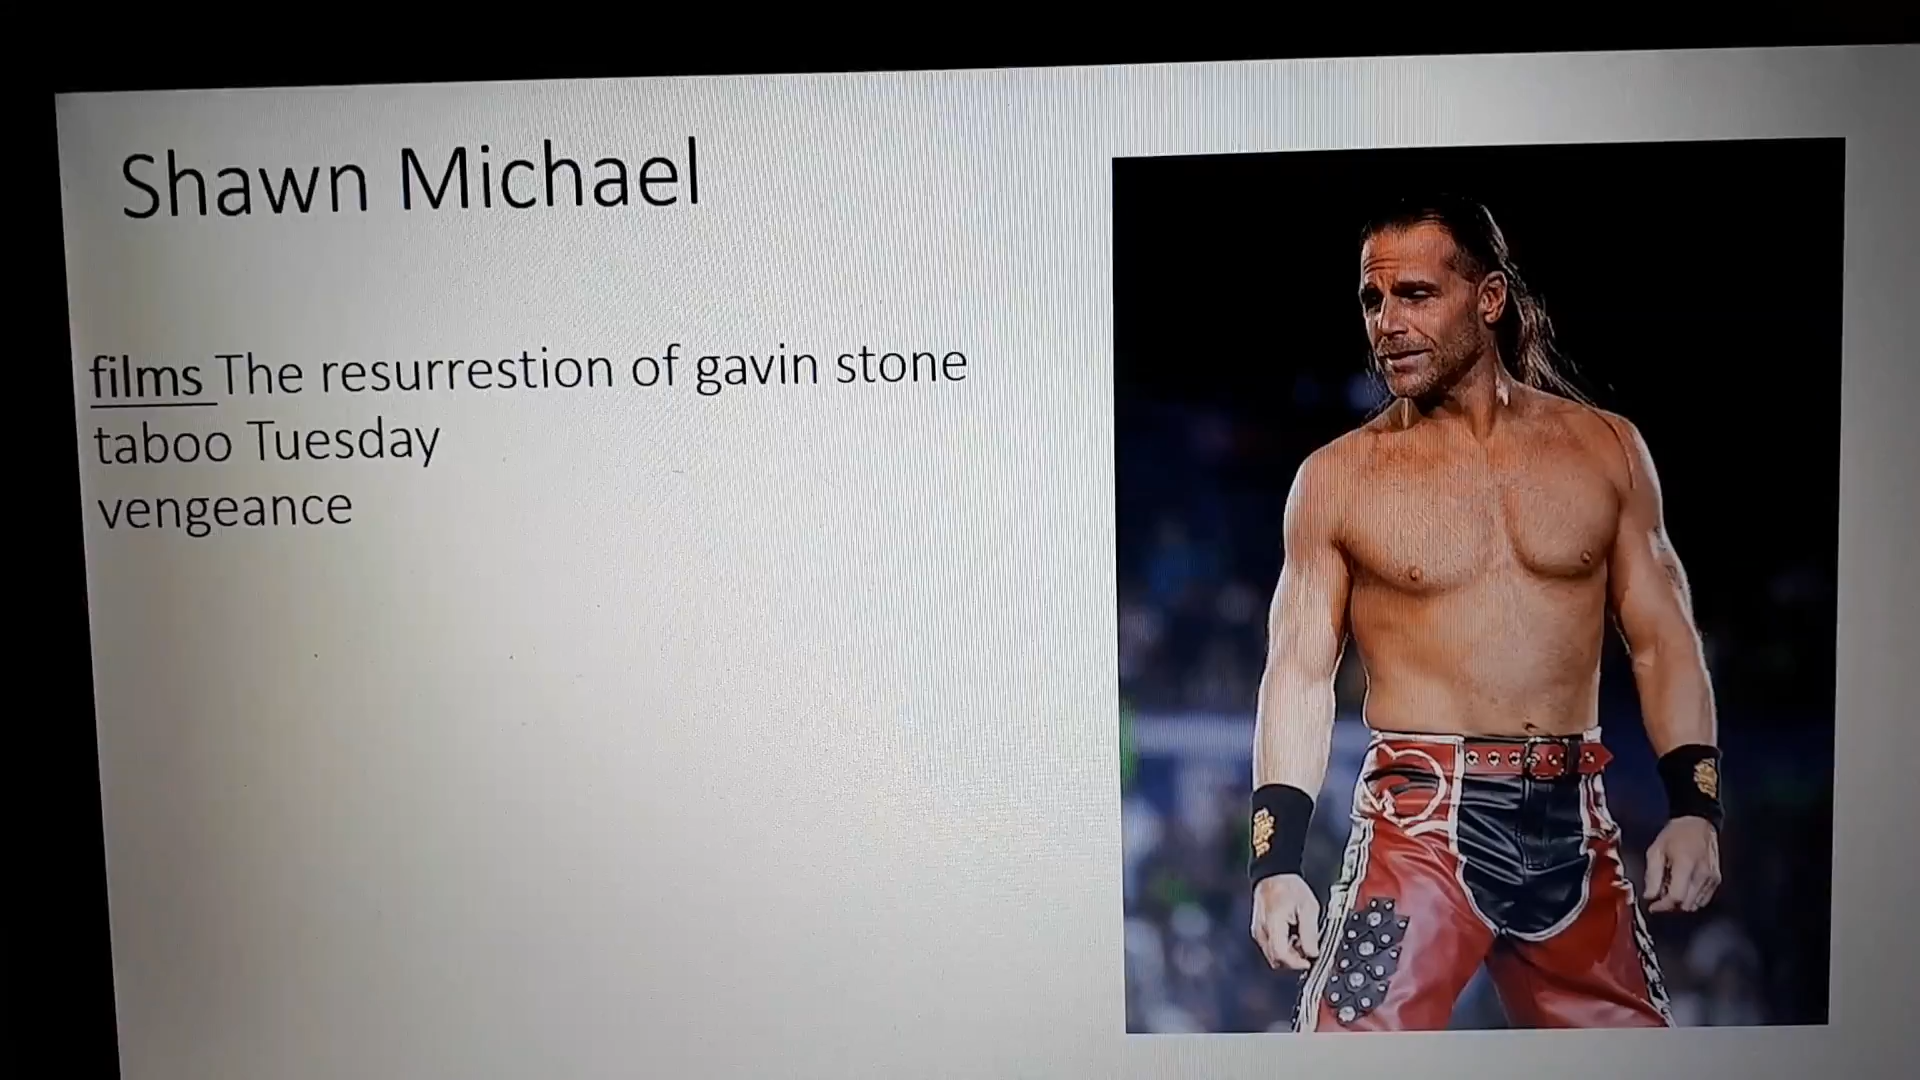 Shawn Michael
films The resurrestion of gavin stone
taboo Tuesday
vengeance